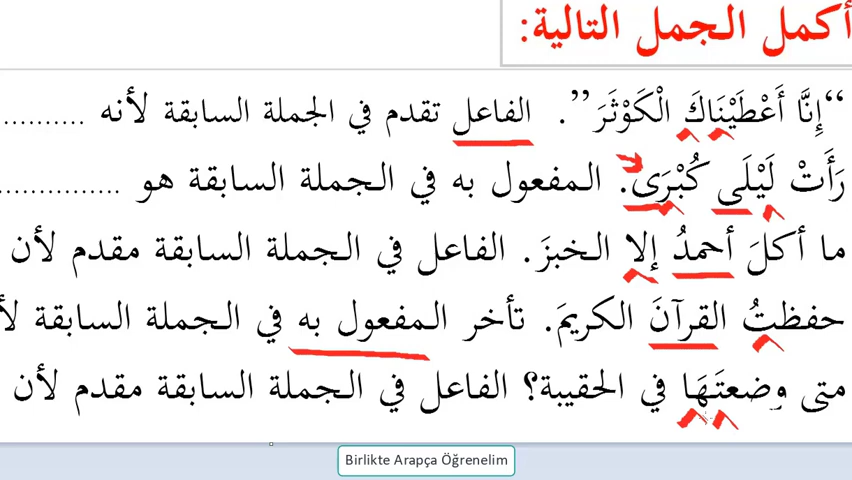 أكمل الجمل التالية:
“إِنَّا أَعْطَيْنَاكَ الْكَوْثَرَ”. الفاعل تقدم في الجملة السابقة لأنه ..........
رَأَتْ لَيْلَى كُبْرَى. المفعول به في الجملة السابقة هو ................
ما أكلَ أحمدُ إلا الخبزَ. الفاعل في الجملة السابقة مقدم لأن
حفظتُ القرآنَ الكريمَ. تأخر المفعول به في الجملة السابقة لأ
متى وضعتَهَا في الحقيبة؟ الفاعل في الجملة السابقة مقدم لأن
Birlikte Arapça Öğrenelim